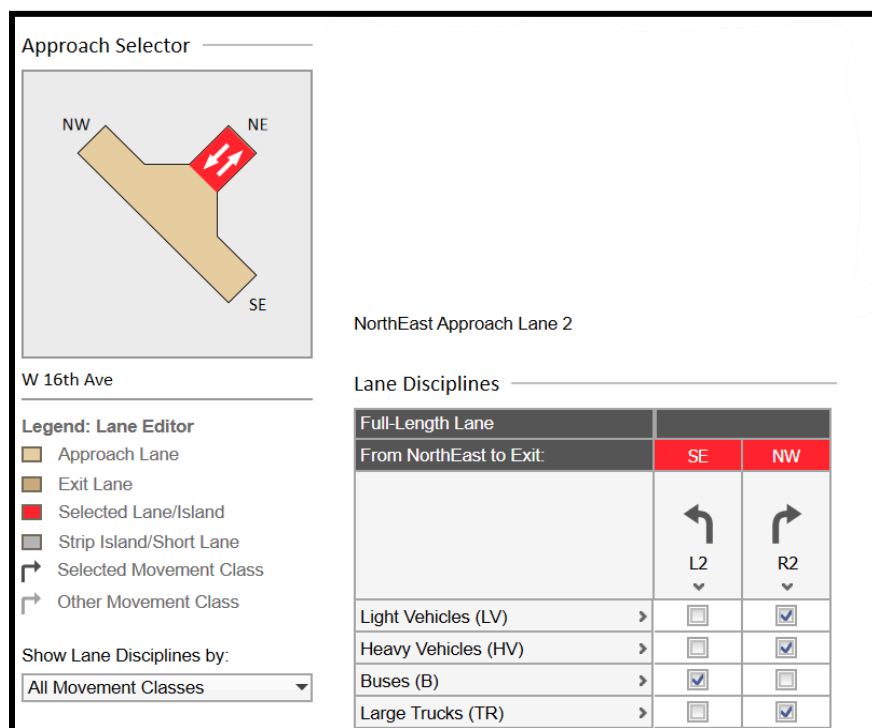 Approach Selector
NW
NE
SE
W 16th Ave
Legend: Lane Editor
Approach Lane
Exit Lane
Selected Lane/Island
Strip Island/Short Lane
Selected Movement Class
Other Movement Class
Show Lane Disciplines by:
All Movement Classes
NorthEast Approach Lane 2
Lane Disciplines
Full-Length Lane
From NorthEast to Exit: SE NW
L2 R2
Light Vehicles (LV)
Heavy Vehicles (HV)
Buses (B)
Large Trucks (TR)